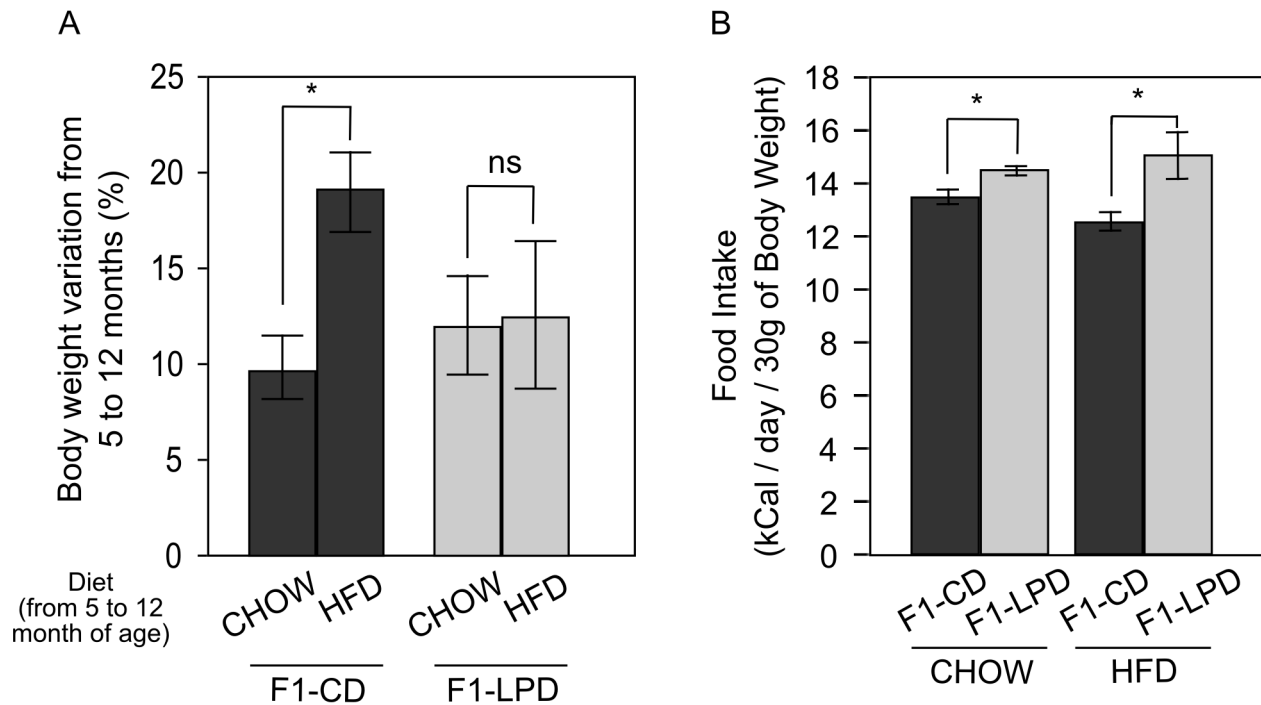 A
Body weight variation from
5 to 12 months (%)
25
20
15
10
5
0
*
ns
Diet
(from 5 to 12
month of age)
CHOW
HFD
CHOW
HFD
F1-CD
F1-LPD
B
Food Intake
(kCal / day / 30g of Body Weight)
18
16
14
12
10
8
6
4
2
0
*
*
F1-CD
F1-LPD
F1-CD
F1-LPD
CHOW
HFD